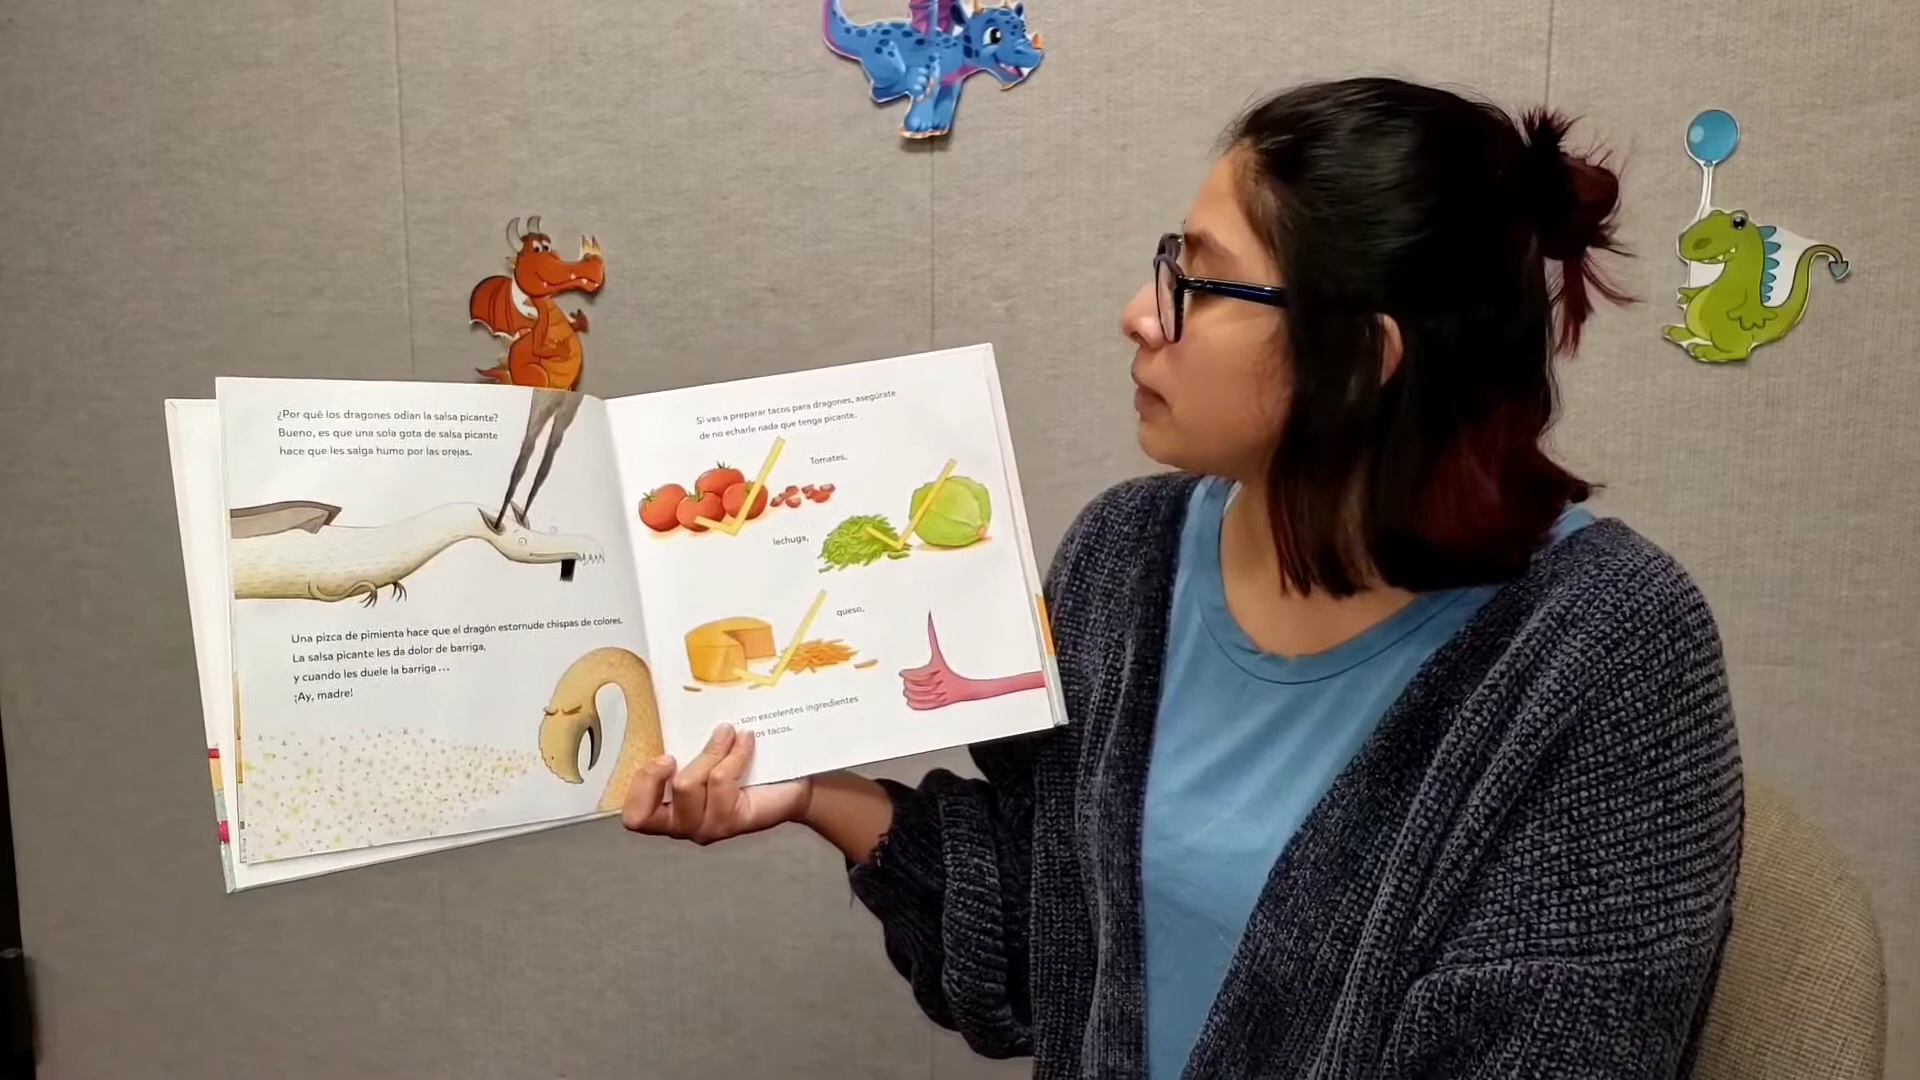 ¿Por qué los dragones odian la salsa picante?
Bueno, es que una sola gota de salsa picante
hace que les salga humo por las orejas.
Una pizca de pimienta hace que el dragón estornude chispas de colores.
La salsa picante les da dolor de barriga,
y cuando les duele la barriga...
¡Ay, madre!
Si vas a preparar tacos para dragones, asegúrate
de no echarle nada que tenga picante.
Tomates,
lechuga,
queso,
... son excelentes ingredientes
los tacos.